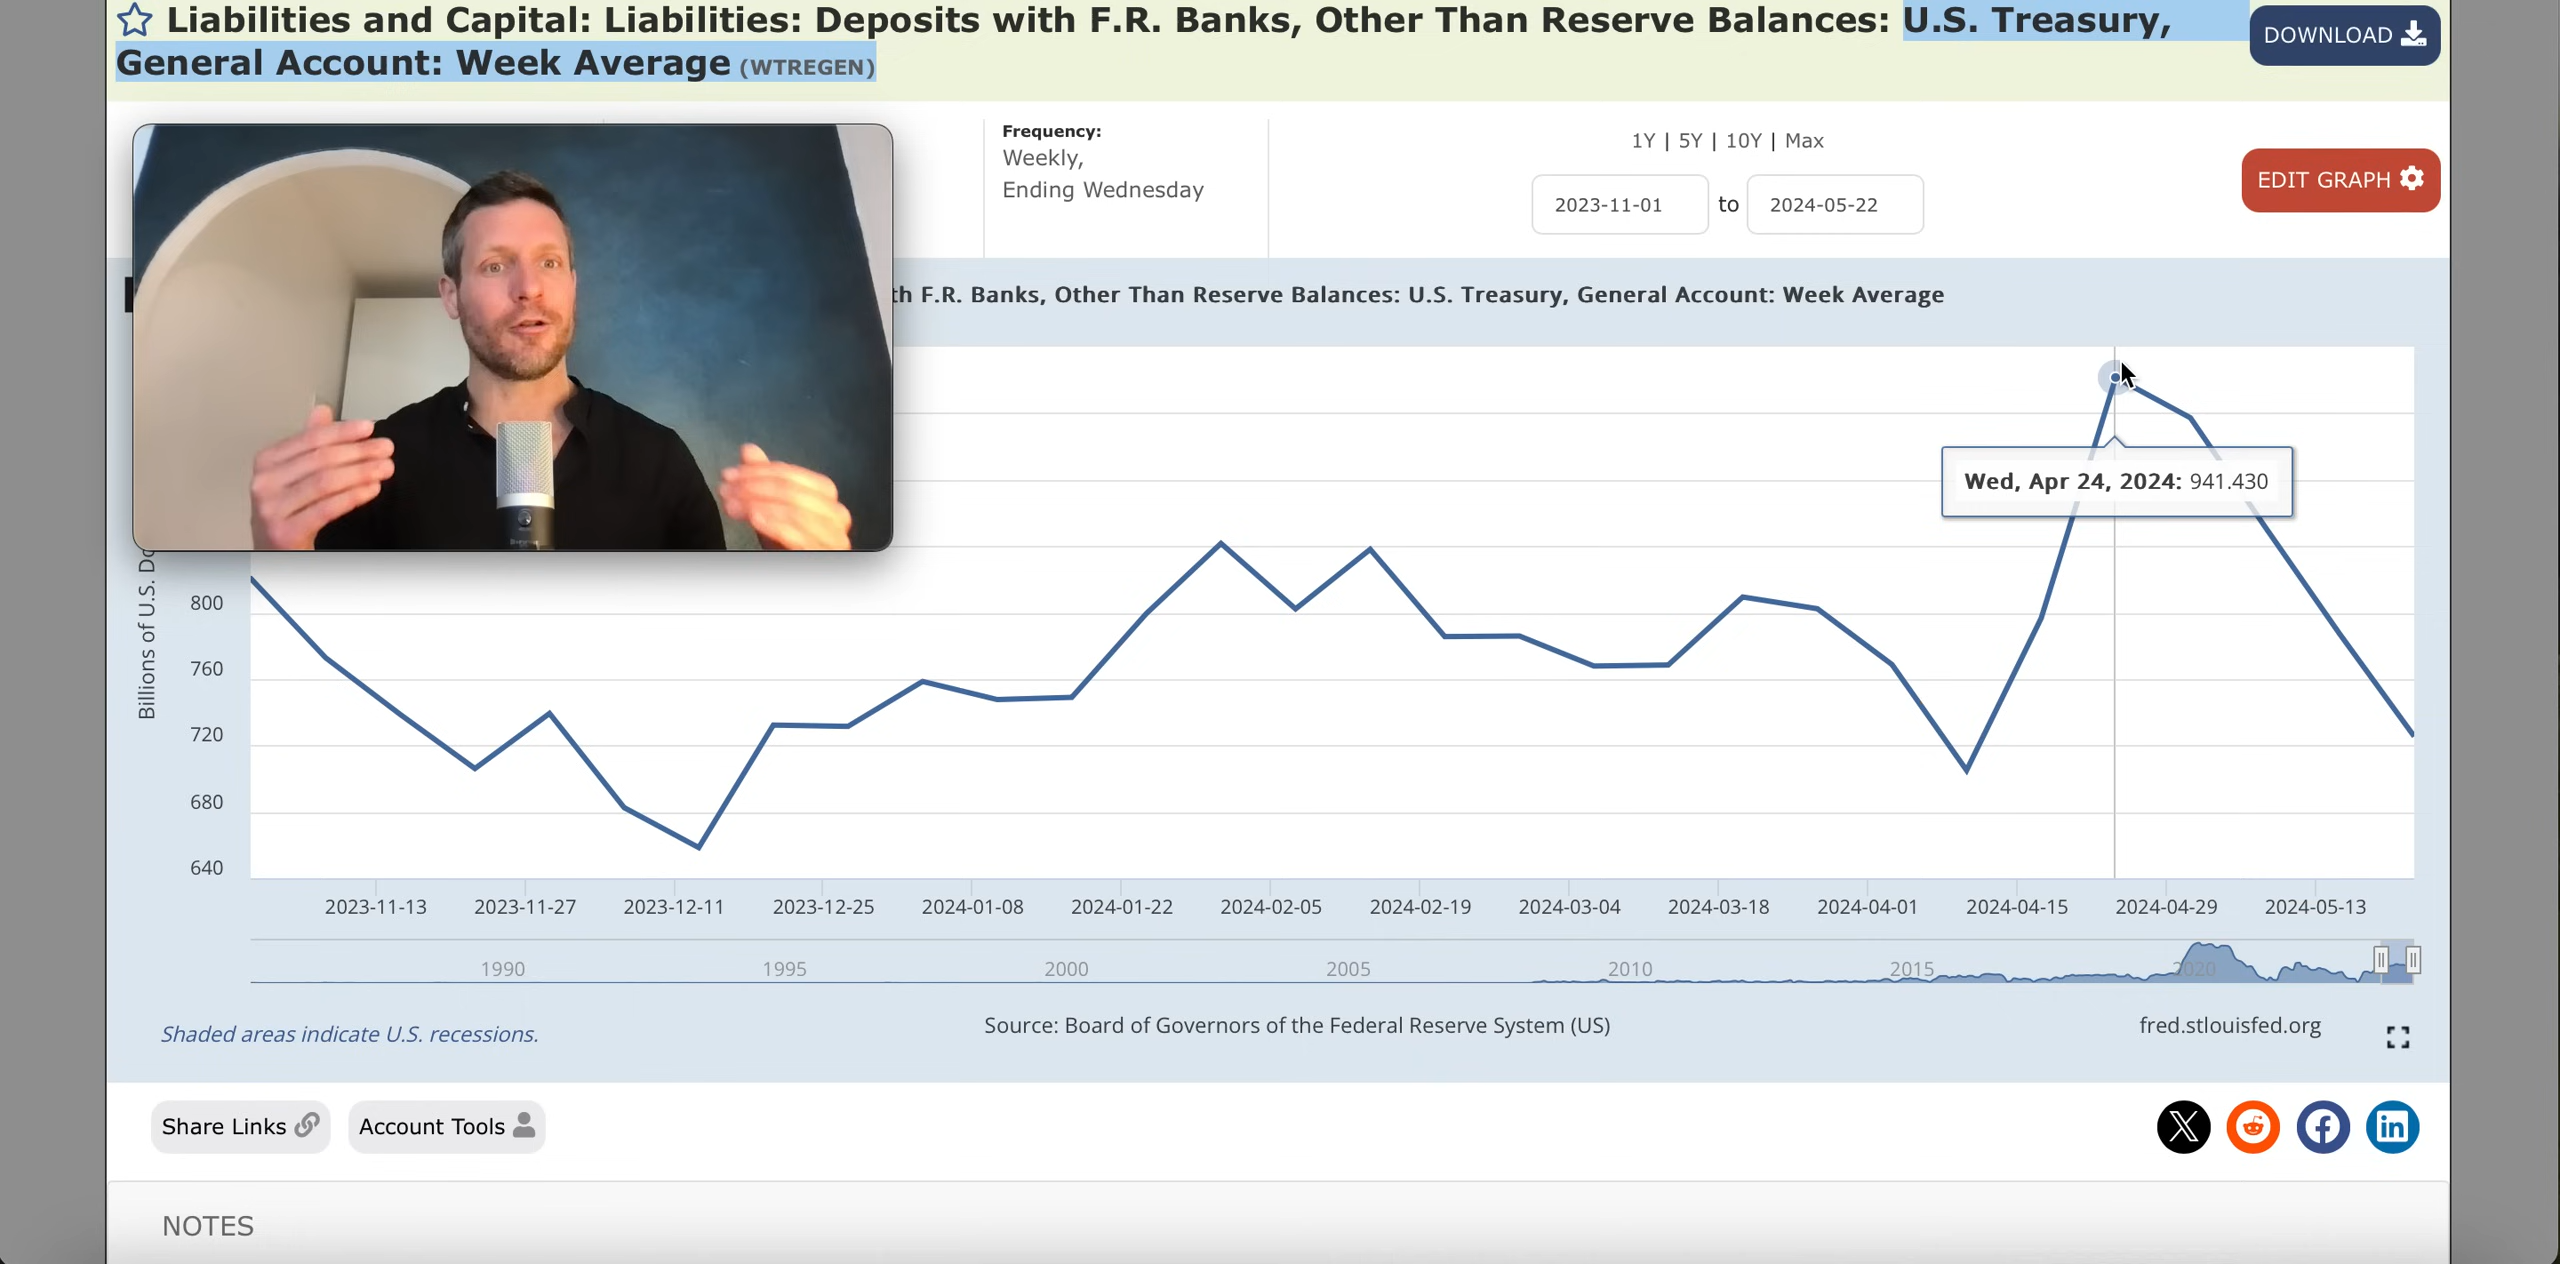 Liabilities and Capital: Liabilities: Deposits with F.R. Banks, Other Than Reserve Balances: U.S. Treasury,
General Account: Week Average (WTREGEN)
DOWNLOAD
Frequency:
Weekly,
Ending Wednesday
1Y | 5Y | 10Y | Max
2023-11-01 to 2024-05-22
EDIT GRAPH
F.R. Banks, Other Than Reserve Balances: U.S. Treasury, General Account: Week Average
Wed, Apr 24, 2024: 941.430
Billions of U.S.
800
760
720
680
640
2023-11-13 2023-11-27 2023-12-11 2023-12-25 2024-01-08 2024-01-22 2024-02-05 2024-02-19 2024-03-04 2024-03-18 2024-04-01 2024-04-15 2024-04-29 2024-05-13
1990 1995 2000 2005 2010 2015 2020
Shaded areas indicate U.S. recessions.
Source: Board of Governors of the Federal Reserve System (US)
fred.stlouisfed.org
Share Links
Account Tools
NOTES